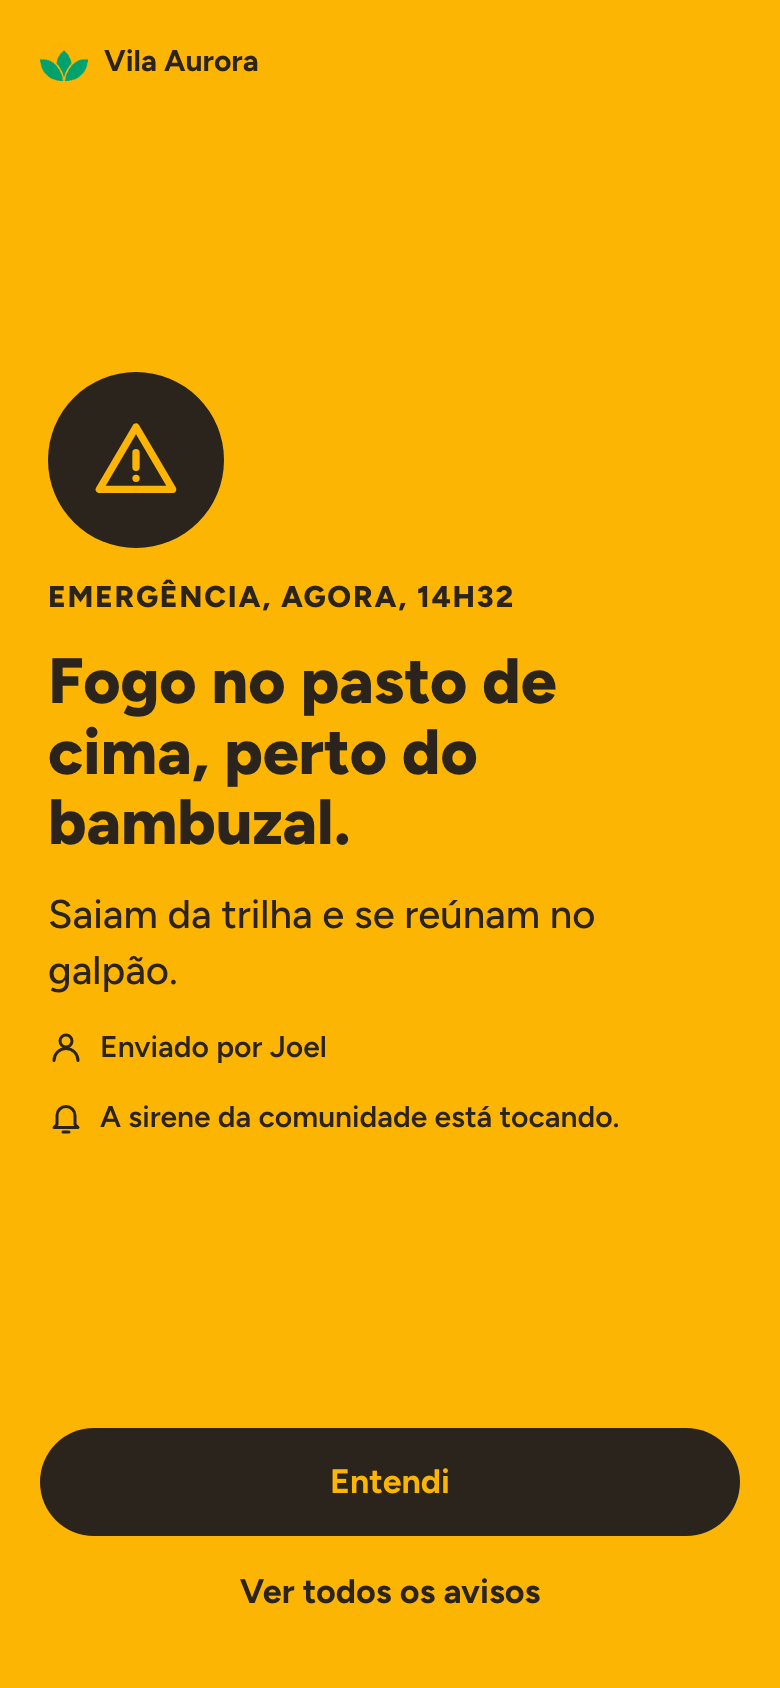 Vila Aurora
EMERGÊNCIA, AGORA, 14H32
Fogo no pasto de
cima, perto do
bambuzal.
Saiam da trilha e se reúnam no
galpão.
Enviado por Joel
A sirene da comunidade está tocando.
Entendi
Ver todos os avisos